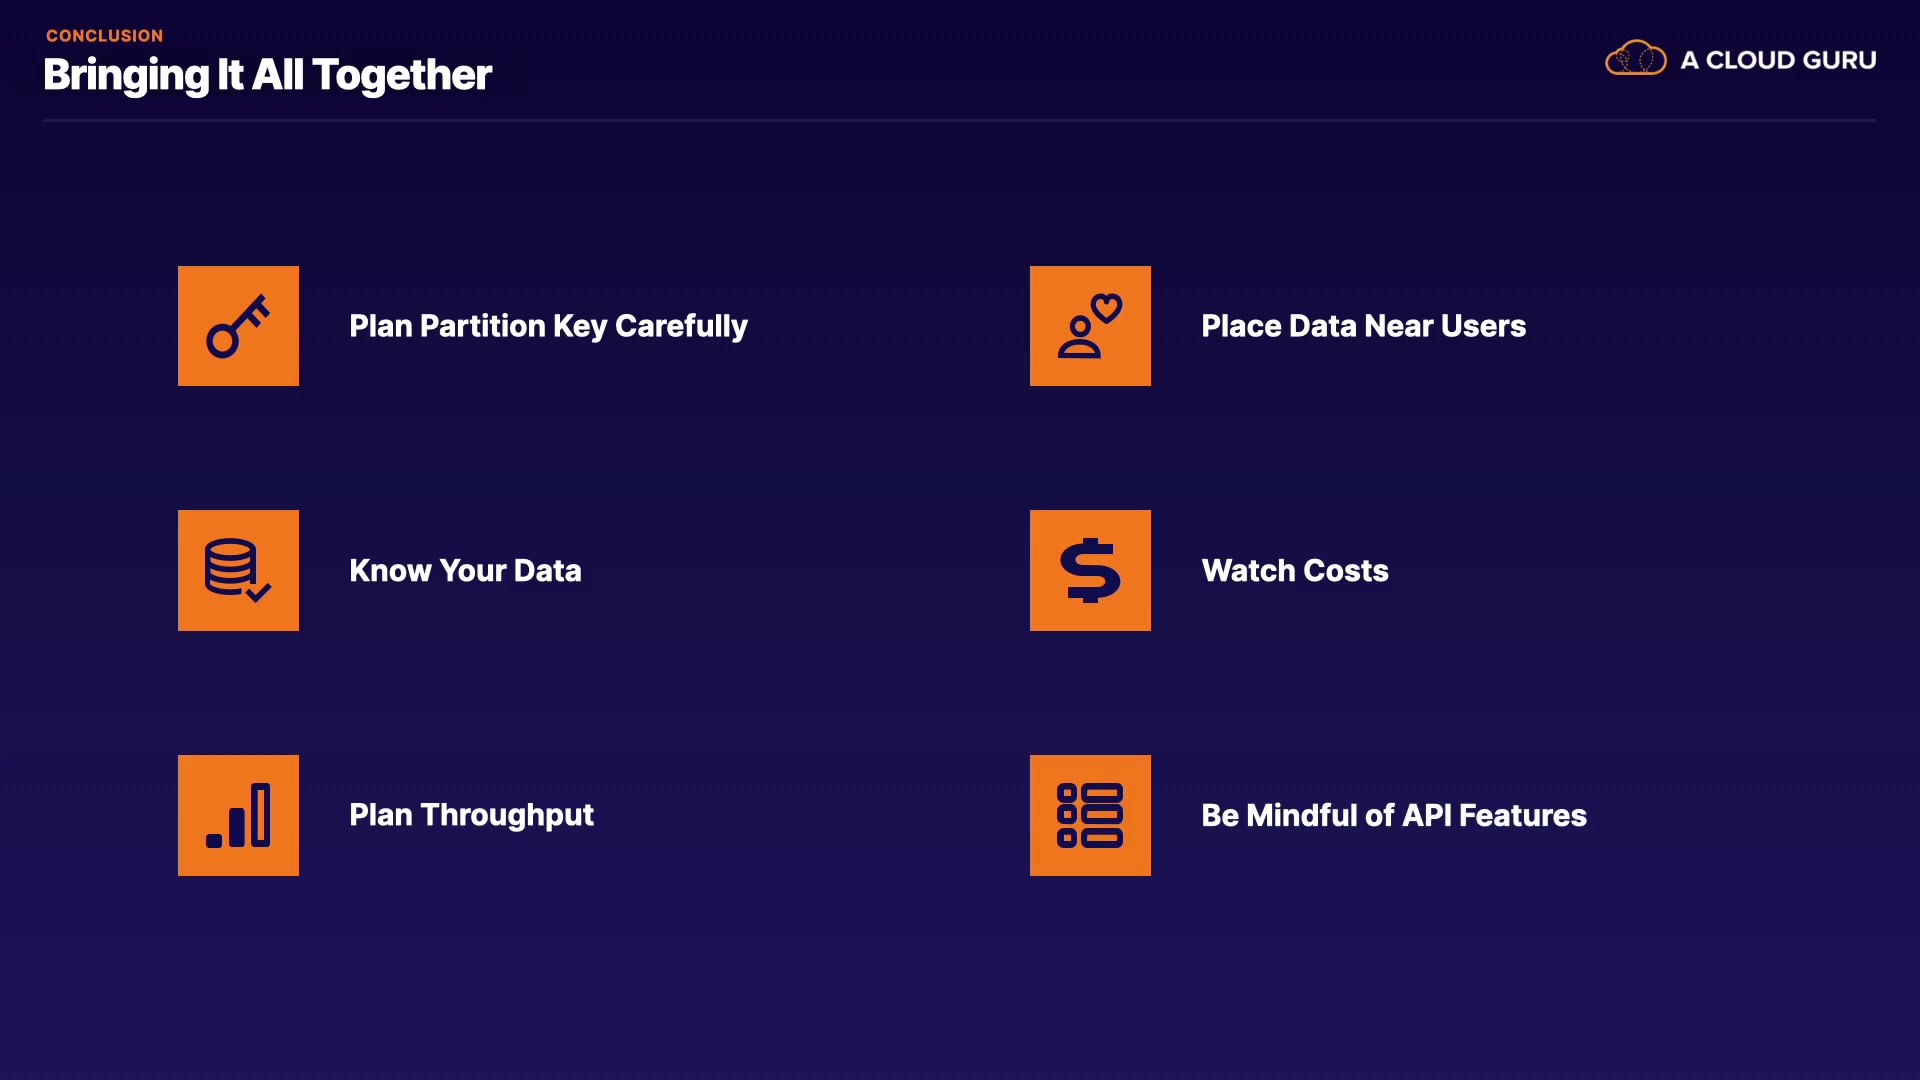 CONCLUSION
Bringing It All Together
A CLOUD GURU
Plan Partition Key Carefully
Place Data Near Users
Know Your Data
Watch Costs
Plan Throughput
Be Mindful of API Features